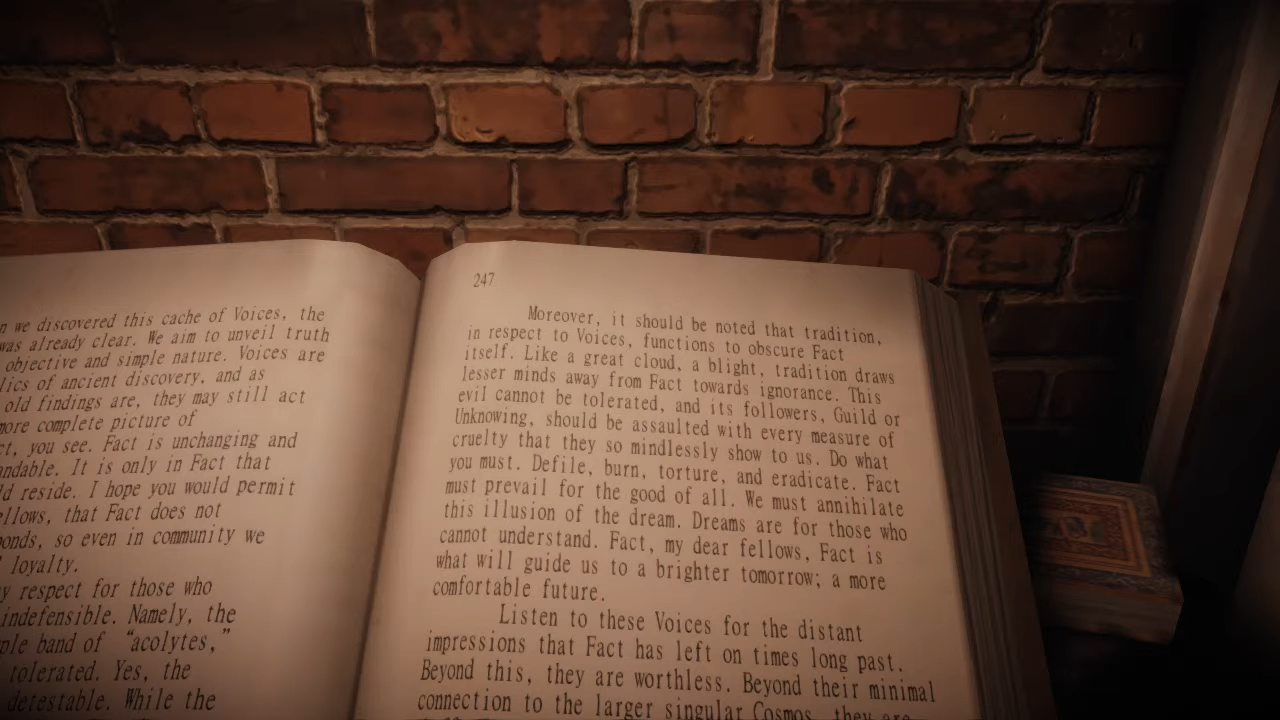 n we discovered this cache of Voices, the
was already clear. We aim to unveil truth
objective and simple nature. Voices are
lics of ancient discovery, and as
old findings are, they may still act
more complete picture of
ct, you see. Fact is unchanging and
andable. It is only in Fact that
ld reside. I hope you would permit
ellows, that Fact does not
bonds, so even in community we
loyalty.
y respect for those who
indefensible. Namely, the
ple band of “acolytes,”
tolerated. Yes, the
detestable. While the
247
Moreover, it should be noted that tradition,
in respect to Voices, functions to obscure Fact
itself. Like a great cloud, a blight, tradition draws
lesser minds away from Fact towards ignorance. This
evil cannot be tolerated, and its followers, Guild or
Unknowing, should be assaulted with every measure of
cruelty that they so mindlessly show to us. Do what
you must. Defile, burn, torture, and eradicate. Fact
must prevail for the good of all. We must annihilate
this illusion of the dream. Dreams are for those who
cannot understand. Fact, my dear fellows, Fact is
what will guide us to a brighter tomorrow; a more
comfortable future.
Listen to these Voices for the distant
impressions that Fact has left on times long past.
Beyond this, they are worthless. Beyond their minimal
connection to the larger singular Cosmos, they are